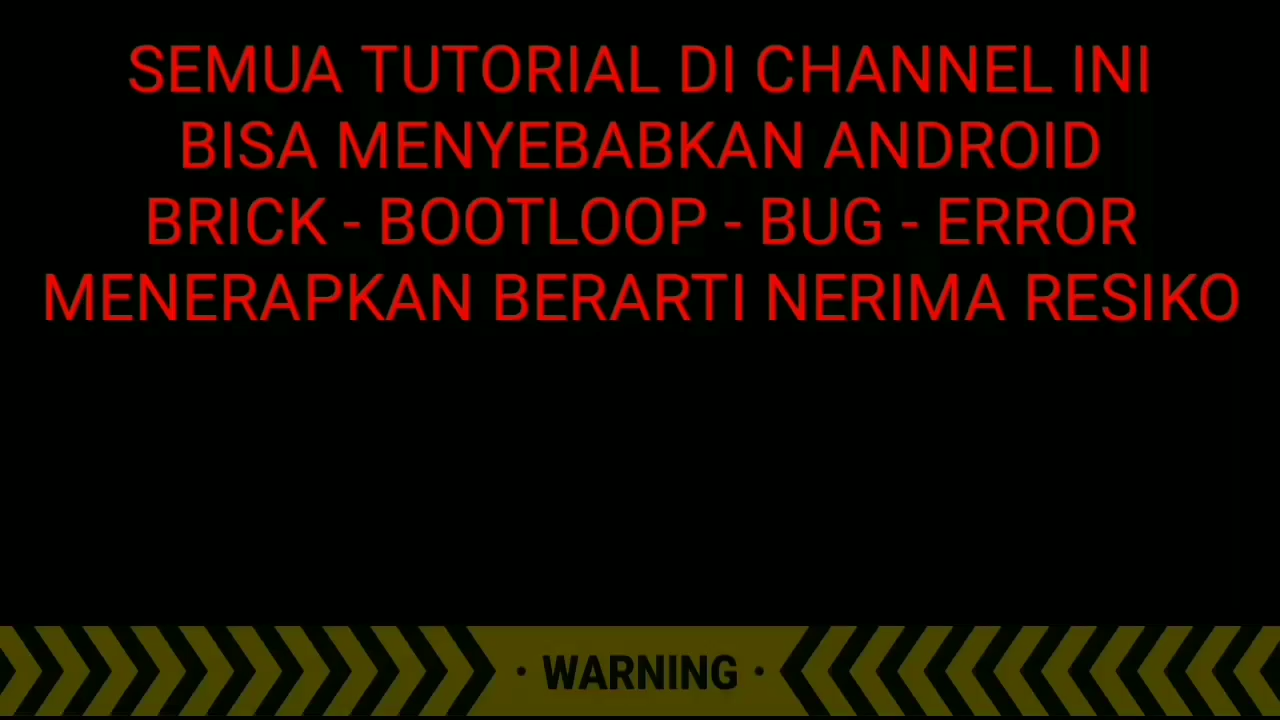 SEMUA TUTORIAL DI CHANNEL INI
BISA MENYEBABKAN ANDROID
BRICK - BOOTLOOP - BUG - ERROR
MENERAPKAN BERARTI NERIMA RESIKO
· WARNING ·